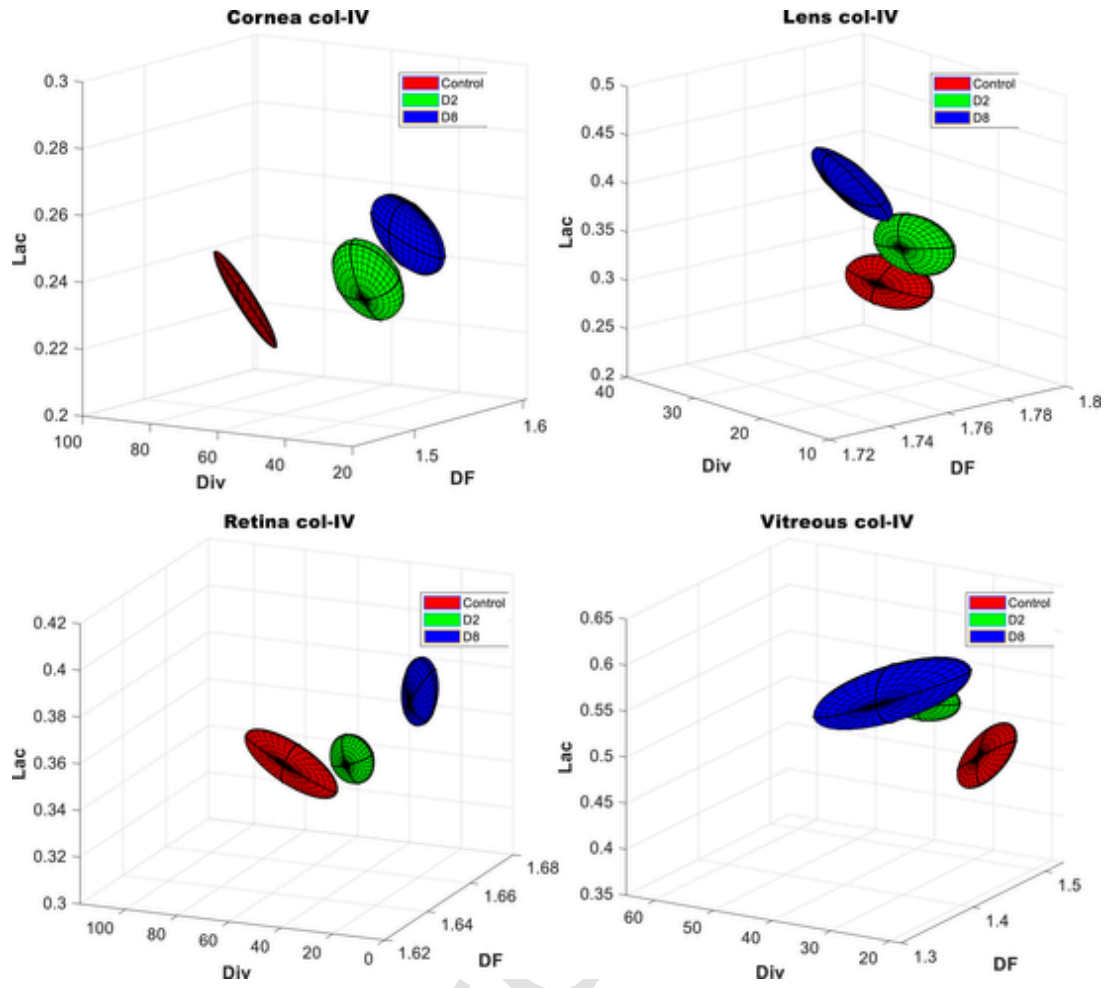 Cornea col-IV
Control
D2
D8
0.3
0.28
0.26
0.24
0.22
0.2
Lac
100
80
60
40
20
Div
1.5
1.6
DF
Lens col-IV
Control
D2
D8
0.5
0.45
0.4
0.35
0.3
0.25
0.2
Lac
40
30
20
10
Div
1.72
1.74
1.76
1.78
1.8
DF
Retina col-IV
Control
D2
D8
0.42
0.4
0.38
0.36
0.34
0.32
0.3
Lac
100
80
60
40
20
0
Div
1.62
1.64
1.66
1.68
DF
Vitreous col-IV
Control
D2
D8
0.65
0.6
0.55
0.5
0.45
0.4
0.35
Lac
60
50
40
30
20
Div
1.3
1.4
1.5
DF